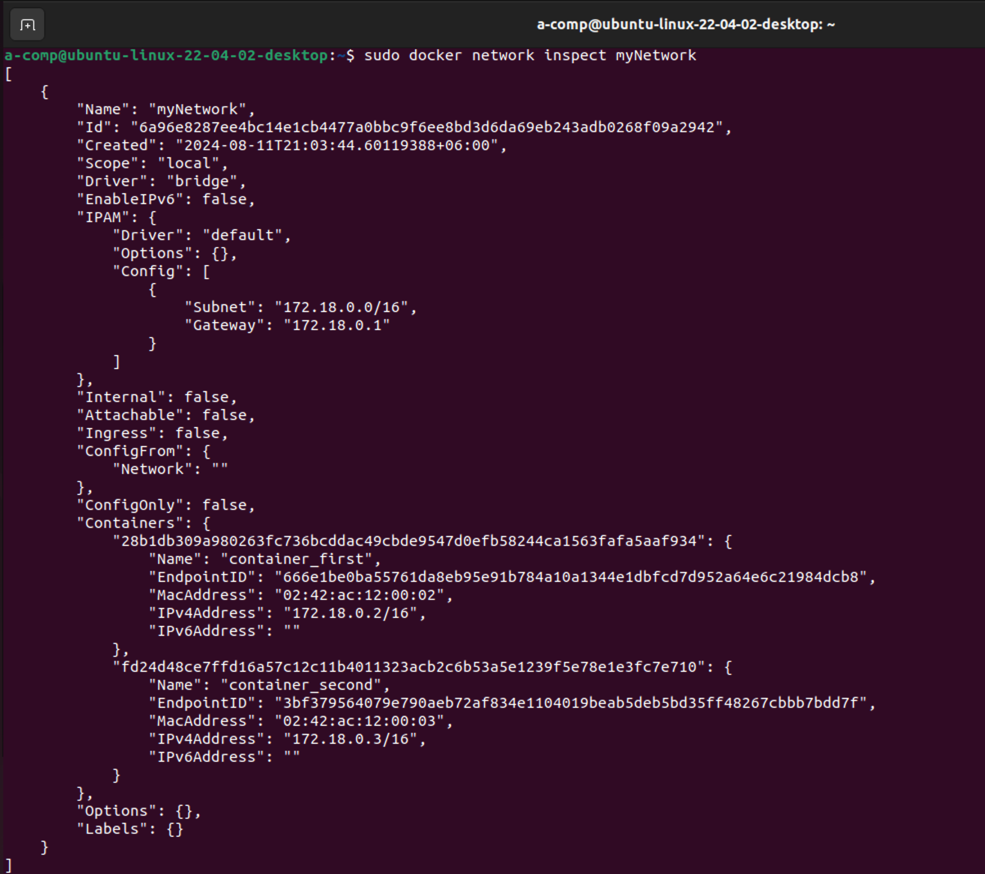 a-comp@ubuntu-linux-22-04-02-desktop: ~
a-comp@ubuntu-linux-22-04-02-desktop:~$ sudo docker network inspect myNetwork
[
    {
        "Name": "myNetwork",
        "Id": "6a96e8287ee4bc14e1cb4477a0bbc9f6ee8bd3d6da69eb243adb0268f09a2942",
        "Created": "2024-08-11T21:03:44.60119388+06:00",
        "Scope": "local",
        "Driver": "bridge",
        "EnableIPv6": false,
        "IPAM": {
            "Driver": "default",
            "Options": {},
            "Config": [
                {
                    "Subnet": "172.18.0.0/16",
                    "Gateway": "172.18.0.1"
                }
            ]
        },
        "Internal": false,
        "Attachable": false,
        "Ingress": false,
        "ConfigFrom": {
            "Network": ""
        },
        "ConfigOnly": false,
        "Containers": {
            "28b1db309a980263fc736bcddac49cbde9547d0efb58244ca1563fafa5aaf934": {
                "Name": "container_first",
                "EndpointID": "666e1be0ba55761da8eb95e91b784a10a1344e1dbfcd7d952a64e6c21984dcb8",
                "MacAddress": "02:42:ac:12:00:02",
                "IPv4Address": "172.18.0.2/16",
                "IPv6Address": ""
            },
            "fd24d48ce7ffd16a57c12c11b4011323acb2c6b53a5e1239f5e78e1e3fc7e710": {
                "Name": "container_second",
                "EndpointID": "3bf379564079e790aeb72af834e1104019beab5deb5bd35ff48267cbbb7bdd7f",
                "MacAddress": "02:42:ac:12:00:03",
                "IPv4Address": "172.18.0.3/16",
                "IPv6Address": ""
            }
        },
        "Options": {},
        "Labels": {}
    }
]